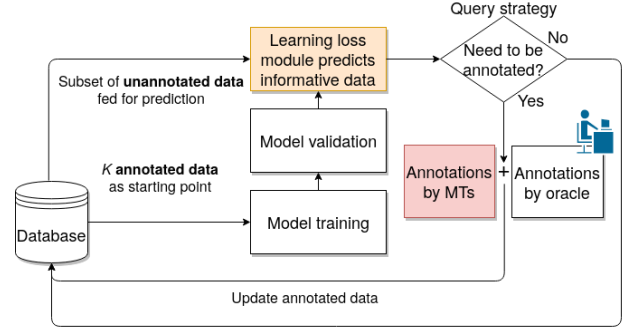 Query strategy
Learning loss
module predicts
informative data
Need to be
annotated?
No
Yes
Subset of unannotated data
fed for prediction
Model validation
K annotated data
as starting point
Annotations
by MTs
+
Annotations
by oracle
Database
Model training
Update annotated data